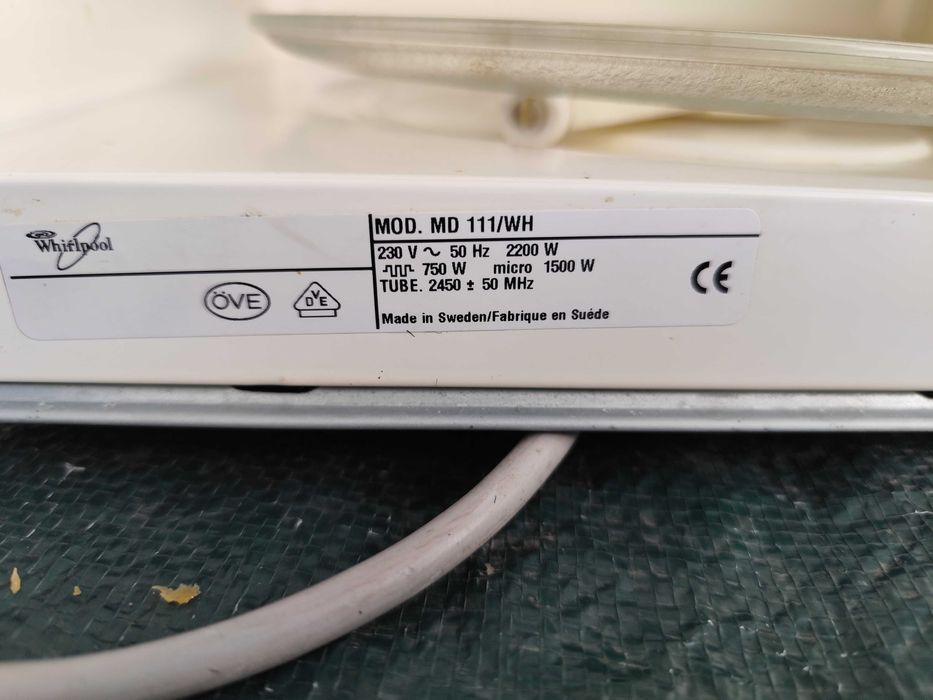 Whirlpool
ÖVE
DVE
MOD. MD 111/WH
230 V ~ 50 Hz 2200 W
750 W micro 1500 W
TUBE. 2450 ± 50 MHz
Made in Sweden/Fabrique en Suéde
CE